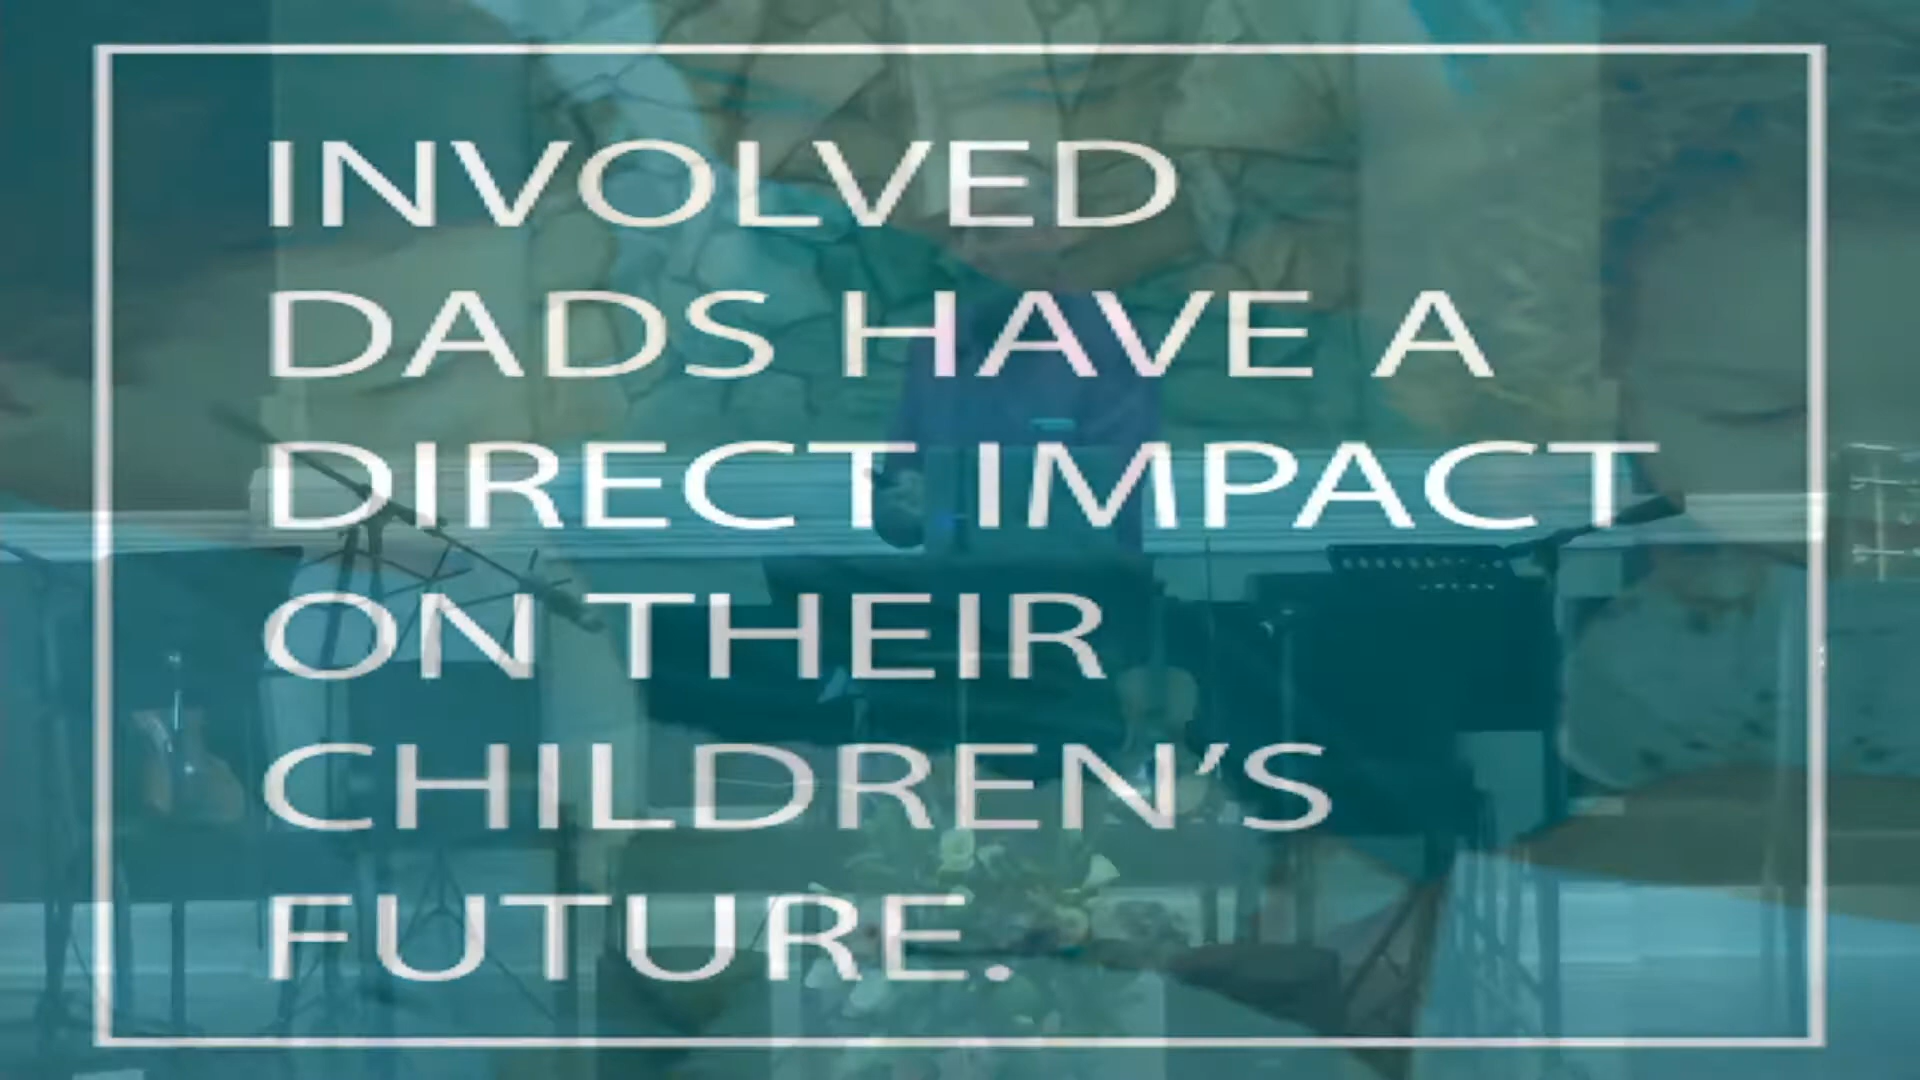 INVOLVED
DADS HAVE A
DIRECT IMPACT
ON THEIR
CHILDREN'S
FUTURE.